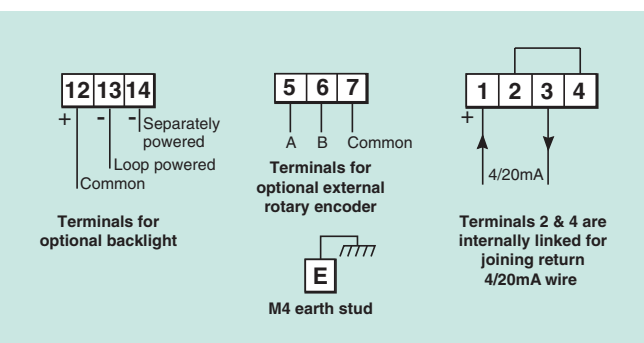 12 13 14
+ - -
Separately
powered
Loop powered
Common
Terminals for
optional backlight
5 6 7
A B Common
Terminals for
optional external
rotary encoder
E
M4 earth stud
1 2 3 4
+
4/20mA
Terminals 2 & 4 are
internally linked for
joining return
4/20mA wire